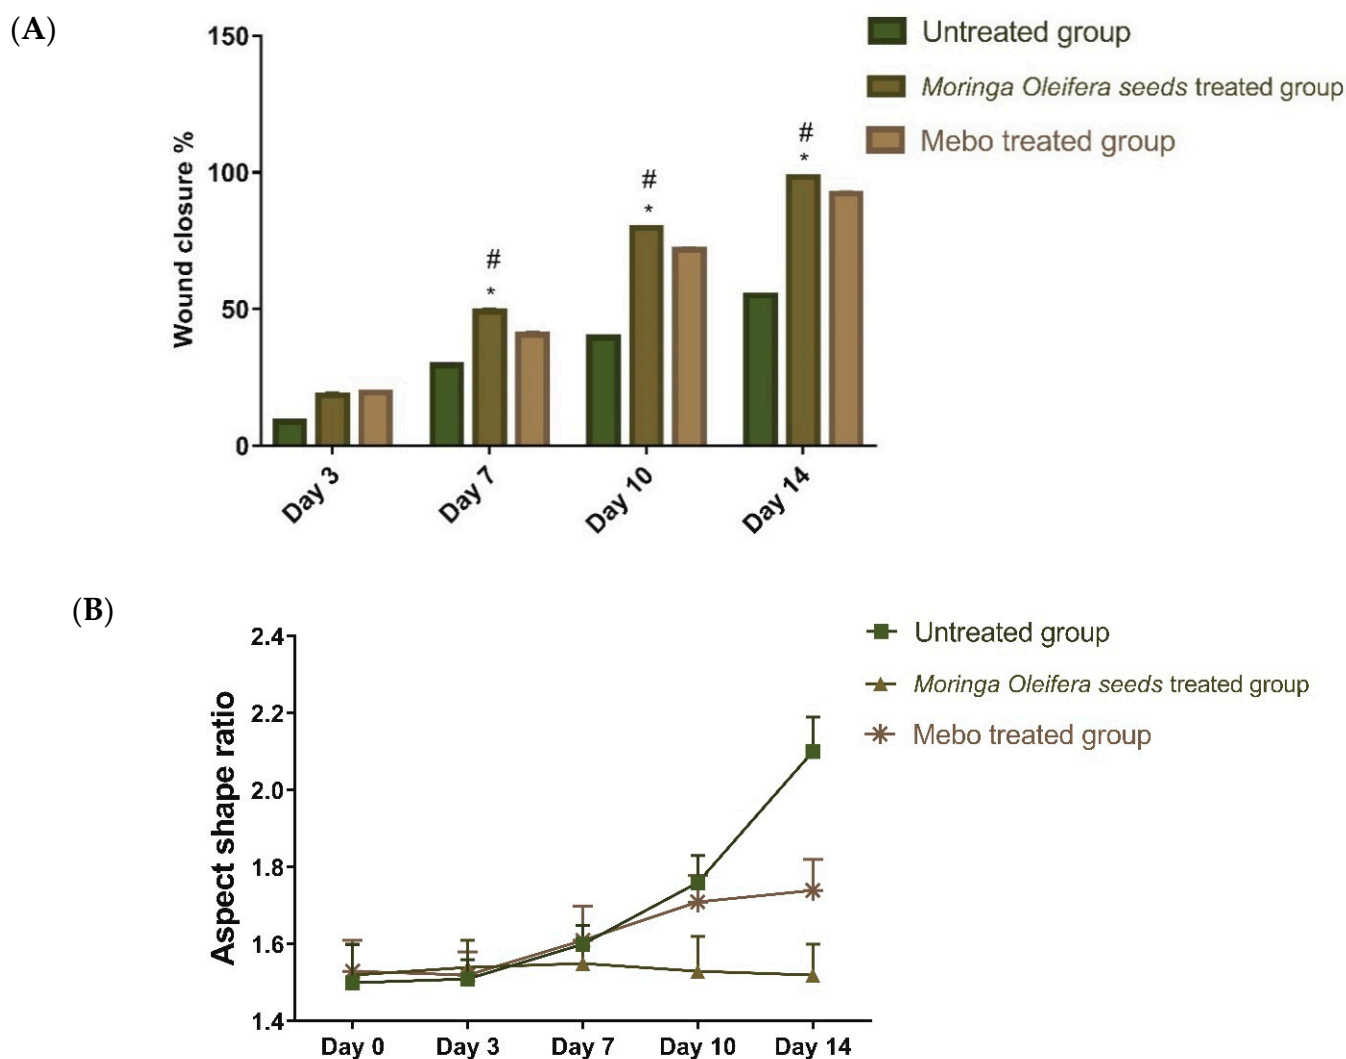 (A)
Untreated group
Moringa Oleifera seeds treated group
Mebo treated group
Wound closure %
150
100
50
0
#
*
#
*
#
*
Day 3
Day 7
Day 10
Day 14
(B)
Untreated group
Moringa Oleifera seeds treated group
Mebo treated group
Aspect shape ratio
2.4
2.2
2.0
1.8
1.6
1.4
Day 0
Day 3
Day 7
Day 10
Day 14